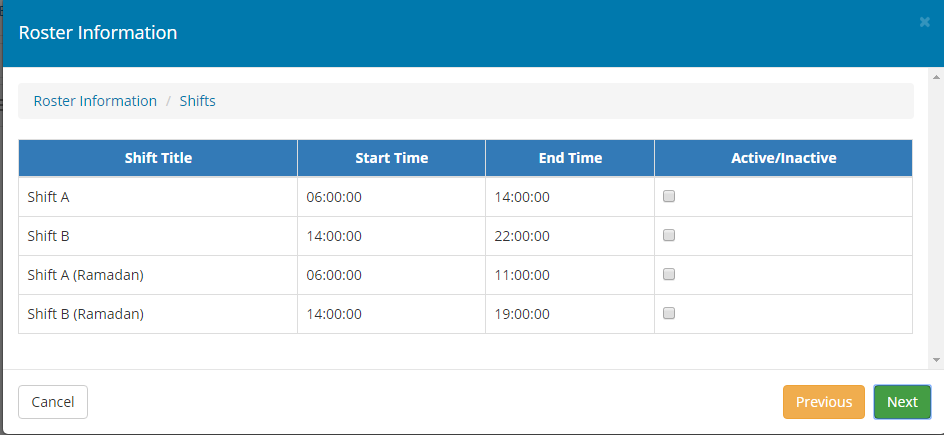 Roster Information
Roster Information / Shifts
Shift Title Start Time End Time Active/Inactive
Shift A 06:00:00 14:00:00
Shift B 14:00:00 22:00:00
Shift A (Ramadan) 06:00:00 11:00:00
Shift B (Ramadan) 14:00:00 19:00:00
Cancel Previous Next